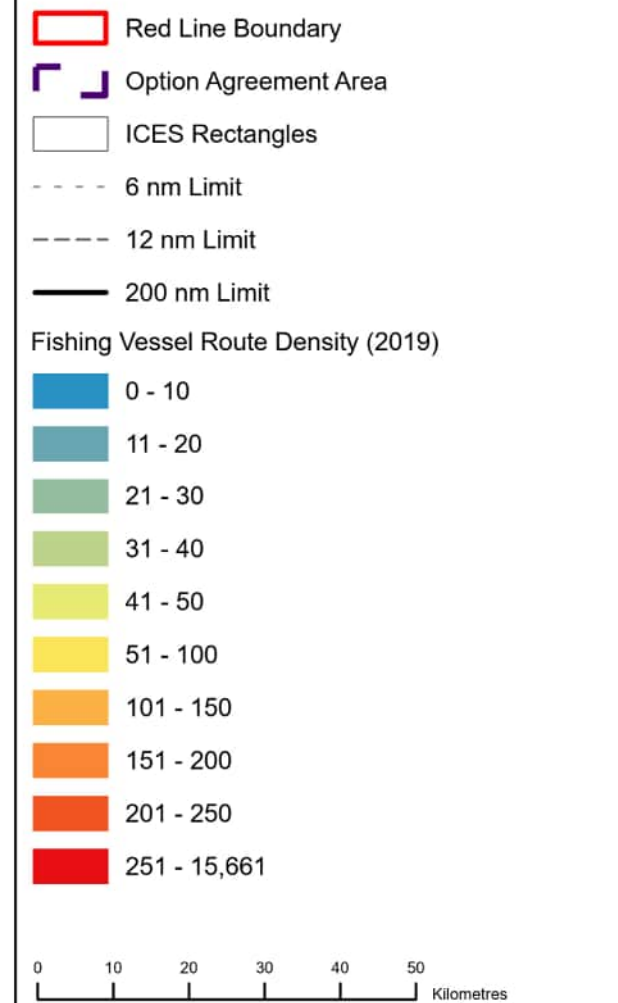 Red Line Boundary
Option Agreement Area
ICES Rectangles
6 nm Limit
12 nm Limit
200 nm Limit
Fishing Vessel Route Density (2019)
0 - 10
11 - 20
21 - 30
31 - 40
41 - 50
51 - 100
101 - 150
151 - 200
201 - 250
251 - 15,661
0 10 20 30 40 50
Kilometres